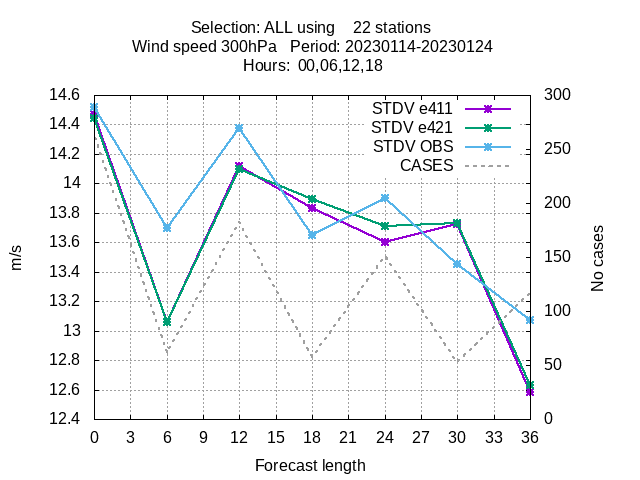 Selection: ALL using    22 stations
Wind speed 300hPa   Period: 20230114-20230124
Hours:  00,06,12,18
14.6
14.4
14.2
14
13.8
13.6
13.4
13.2
13
12.8
12.6
12.4
m/s
STDV e411
STDV e421
STDV OBS
CASES
300
250
200
150
100
50
0
No cases
0 3 6 9 12 15 18 21 24 27 30 33 36
Forecast length